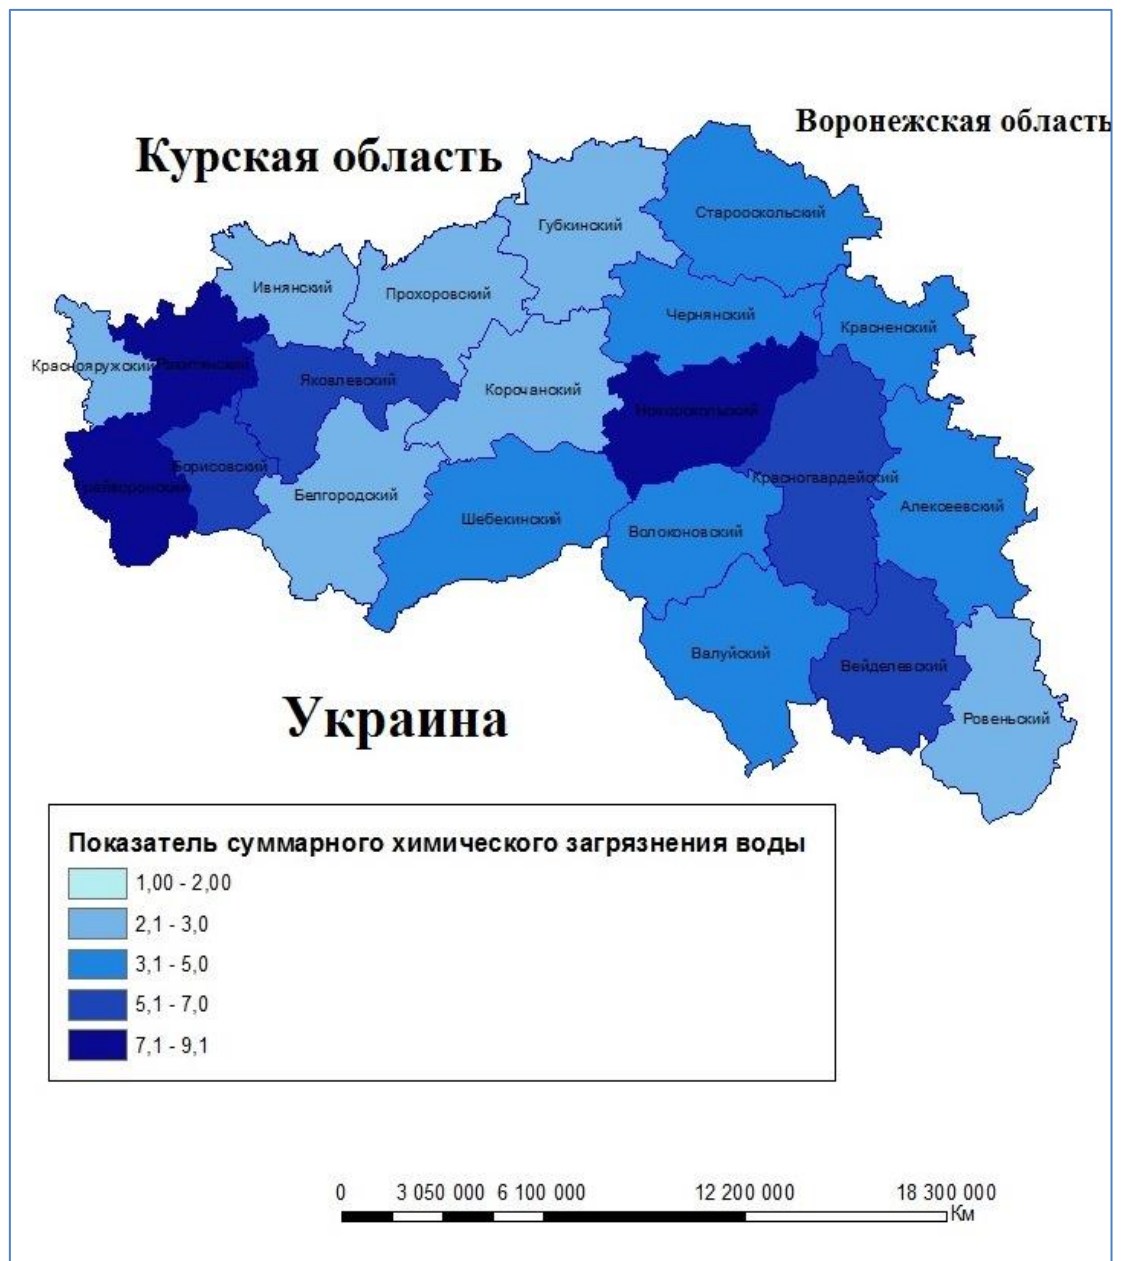 Воронежская область
Курская область
Старооскольский
Губкинский
Ивнянский
Прохоровский
Чернянский
Красненский
Краснояружский
Ракитянский
Яковлевский
Корочанский
Новооскольский
Борисовский
Красногвардейский
Грайворонский
Белгородский
Алексеевский
Шебекинский
Волоконовский
Валуйский
Вейделевский
Украина
Ровеньский
Показатель суммарного химического загрязнения воды
1,00 - 2,00
2,1 - 3,0
3,1 - 5,0
5,1 - 7,0
7,1 - 9,1
0 3 050 000 6 100 000 12 200 000 18 300 000
Км